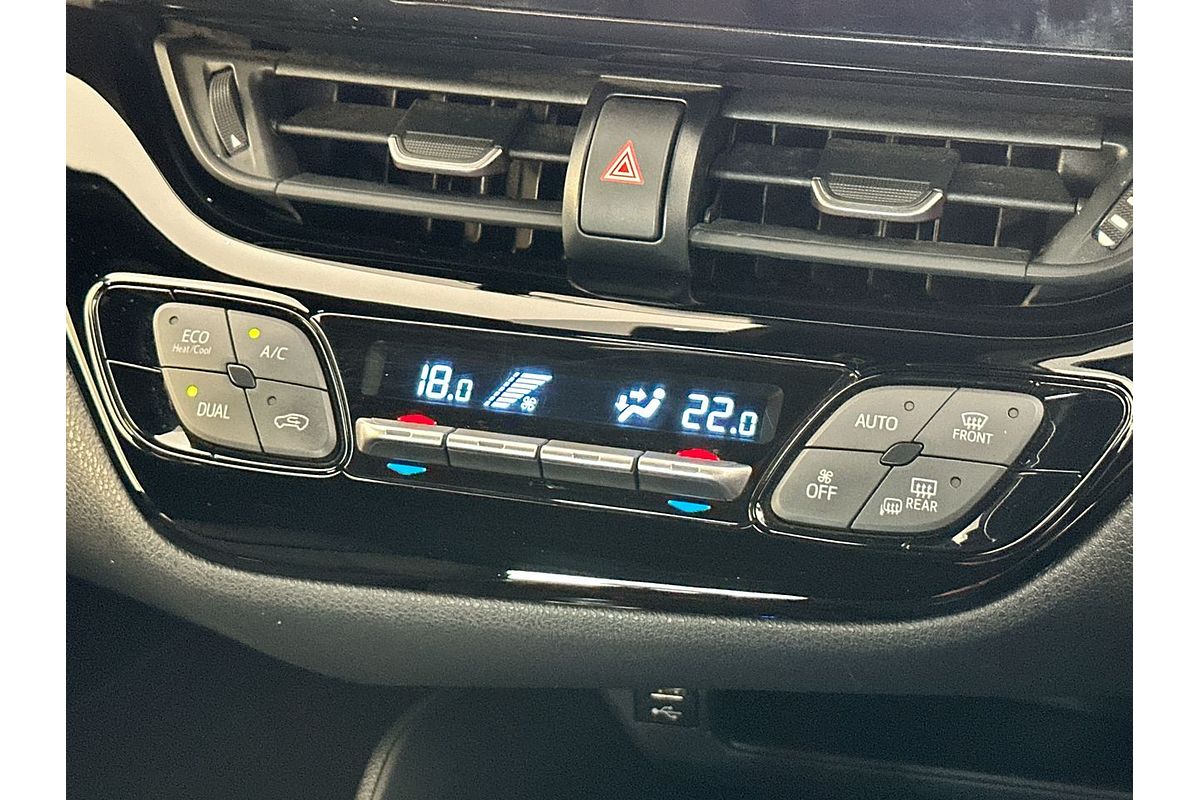 ECO
Heat/Cool
A/C
DUAL
18.0
22.0
AUTO
FRONT
OFF
REAR